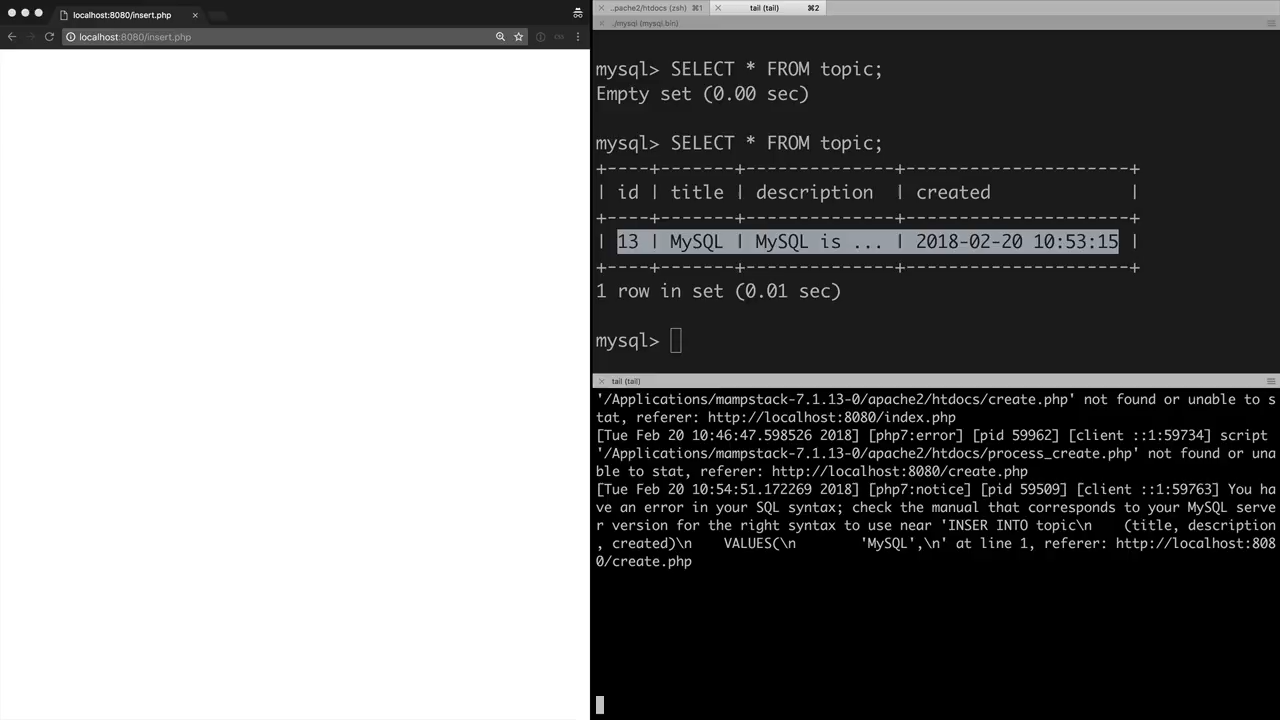 localhost:8080/insert.php
localhost:8080/insert.php
..pache2/htdocs (zsh) ⌘1
tail (tail) ⌘2
./mysql (mysql.bin)
mysql> SELECT * FROM topic;
Empty set (0.00 sec)
mysql> SELECT * FROM topic;
+----+-------+-------------+---------------------+
| id | title | description | created |
+----+-------+-------------+---------------------+
| 13 | MySQL | MySQL is ... | 2018-02-20 10:53:15 |
+----+-------+-------------+---------------------+
1 row in set (0.01 sec)
mysql>
tail (tail)
'/Applications/mampstack-7.1.13-0/apache2/htdocs/create.php' not found or unable to s
tat, referer: http://localhost:8080/index.php
[Tue Feb 20 10:46:47.598526 2018] [php7:error] [pid 59962] [client ::1:59734] script
'/Applications/mampstack-7.1.13-0/apache2/htdocs/process_create.php' not found or una
ble to stat, referer: http://localhost:8080/create.php
[Tue Feb 20 10:54:51.172269 2018] [php7:notice] [pid 59509] [client ::1:59763] You ha
ve an error in your SQL syntax; check the manual that corresponds to your MySQL serve
r version for the right syntax to use near 'INSER INTO topic\n (title, description
, created)\n VALUES(\n 'MySQL',\n' at line 1, referer: http://localhost:808
0/create.php